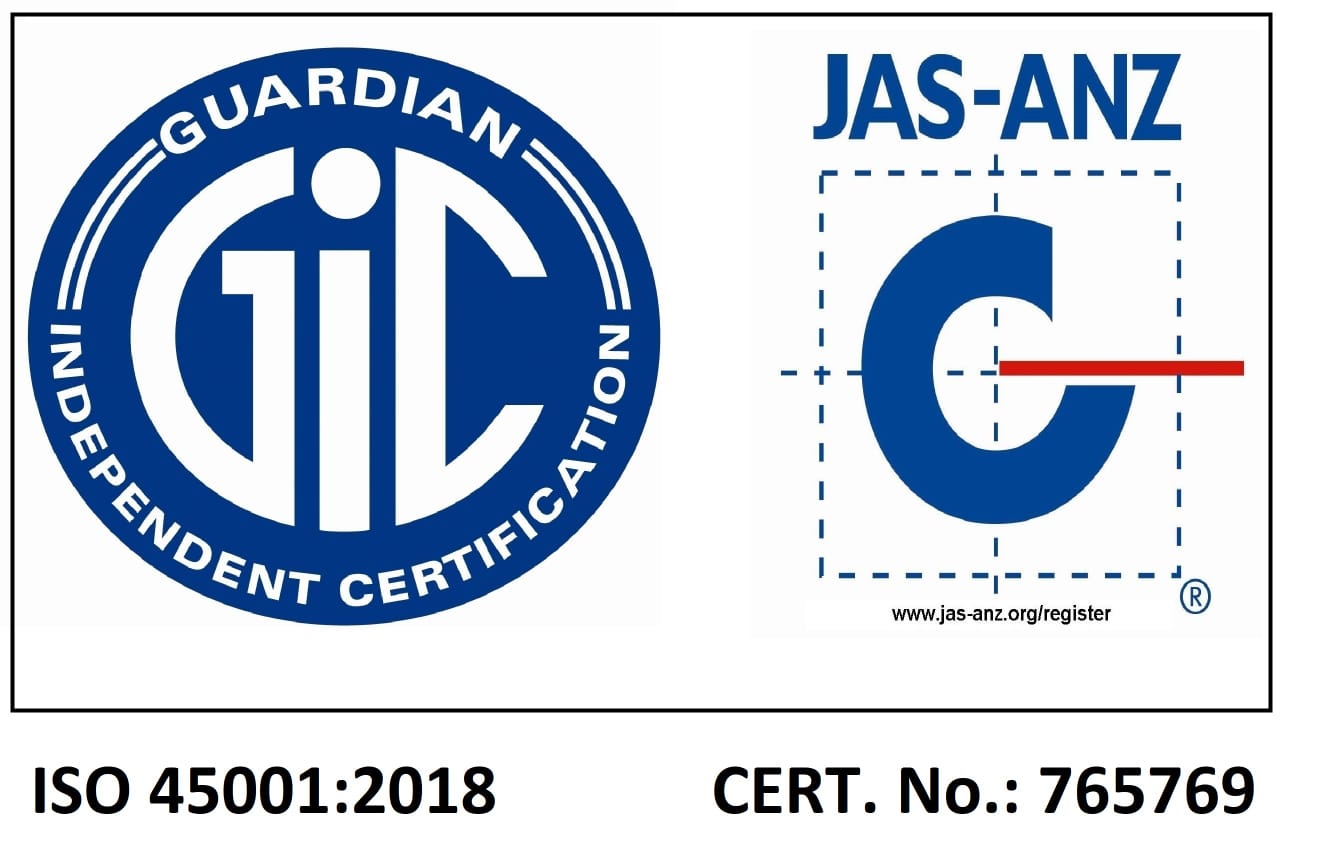 GUARDIAN
GiC
INDEPENDENT CERTIFICATION
JAS-ANZ
C
www.jas-anz.org/register
®
ISO 45001:2018
CERT. No.: 765769